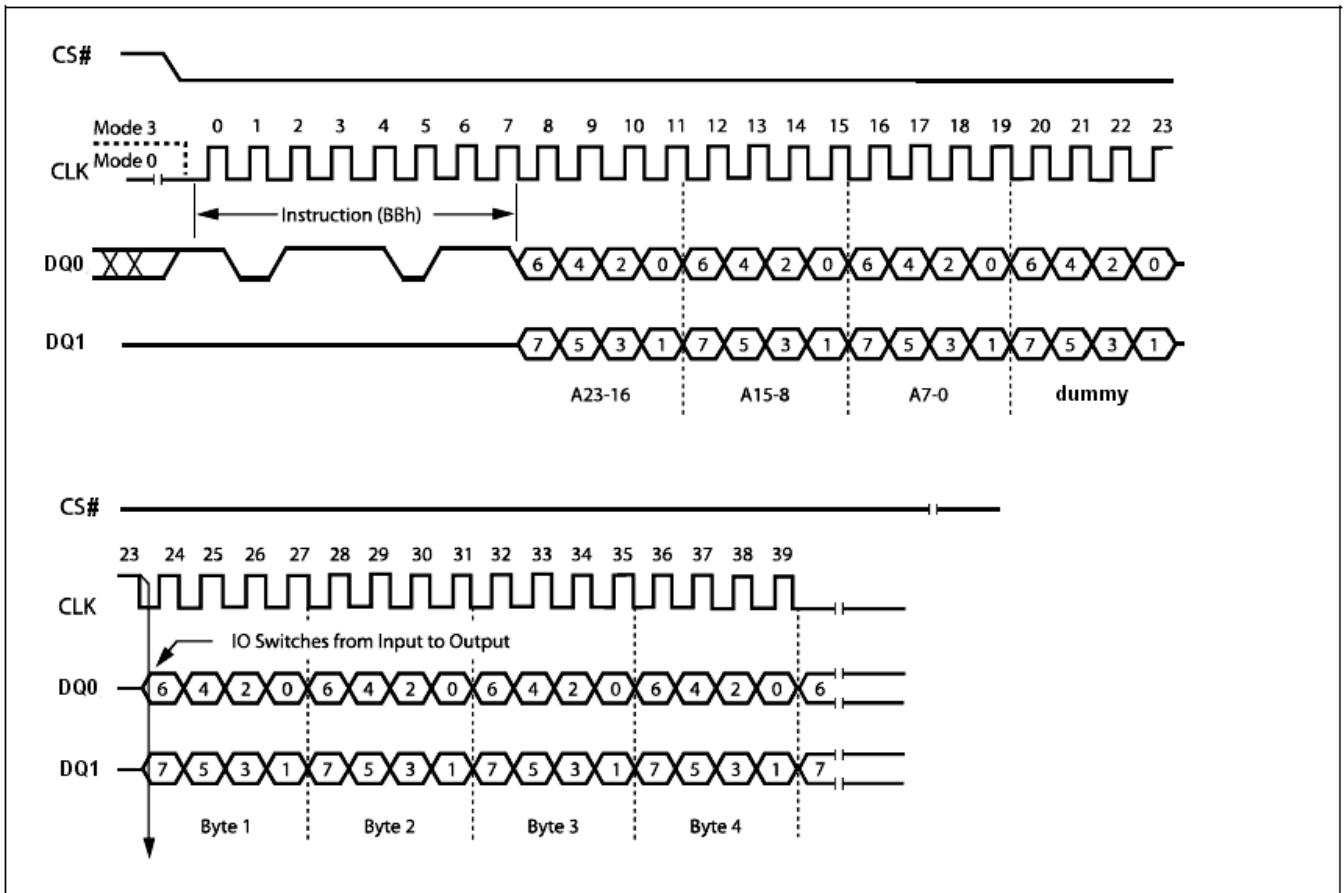 CS#
Mode 3
0 1 2 3 4 5 6 7 8 9 10 11 12 13 14 15 16 17 18 19 20 21 22 23
Mode 0
CLK
Instruction (BBh)
DQ0 6 4 2 0 6 4 2 0 6 4 2 0 6 4 2 0
DQ1 7 5 3 1 7 5 3 1 7 5 3 1 7 5 3 1
A23-16 A15-8 A7-0 dummy
CS#
23 24 25 26 27 28 29 30 31 32 33 34 35 36 37 38 39
CLK
IO Switches from Input to Output
DQ0 6 4 2 0 6 4 2 0 6 4 2 0 6 4 2 0 6
DQ1 7 5 3 1 7 5 3 1 7 5 3 1 7 5 3 1 7
Byte 1 Byte 2 Byte 3 Byte 4